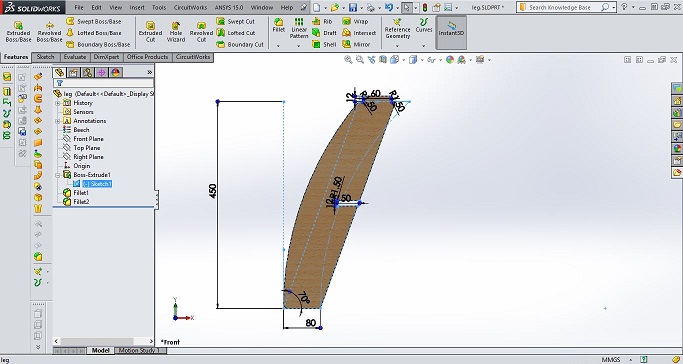 SOLIDWORKS
File Edit View Insert Tools CircuitWorks ANSYS 15.0 Window Help
leg.SLDPRT *
Search Knowledge Base
Extruded Boss/Base
Revolved Boss/Base
Swept Boss/Base
Lofted Boss/Base
Boundary Boss/Base
Extruded Cut
Hole Wizard
Revolved Cut
Swept Cut
Lofted Cut
Boundary Cut
Fillet
Linear Pattern
Rib
Draft
Shell
Wrap
Intersect
Mirror
Reference Geometry
Curves
Instant3D
Features Sketch Evaluate DimXpert Office Products CircuitWorks
leg (Default<<Default>_Display S
History
Sensors
Annotations
Beech
Front Plane
Top Plane
Right Plane
Origin
Boss-Extrude1
(-) Sketch1
Fillet1
Fillet2
12
60
50
50
450
R1.50
12
50
70°
80
Y
X
*Front
Model Motion Study 1
leg
MMGS